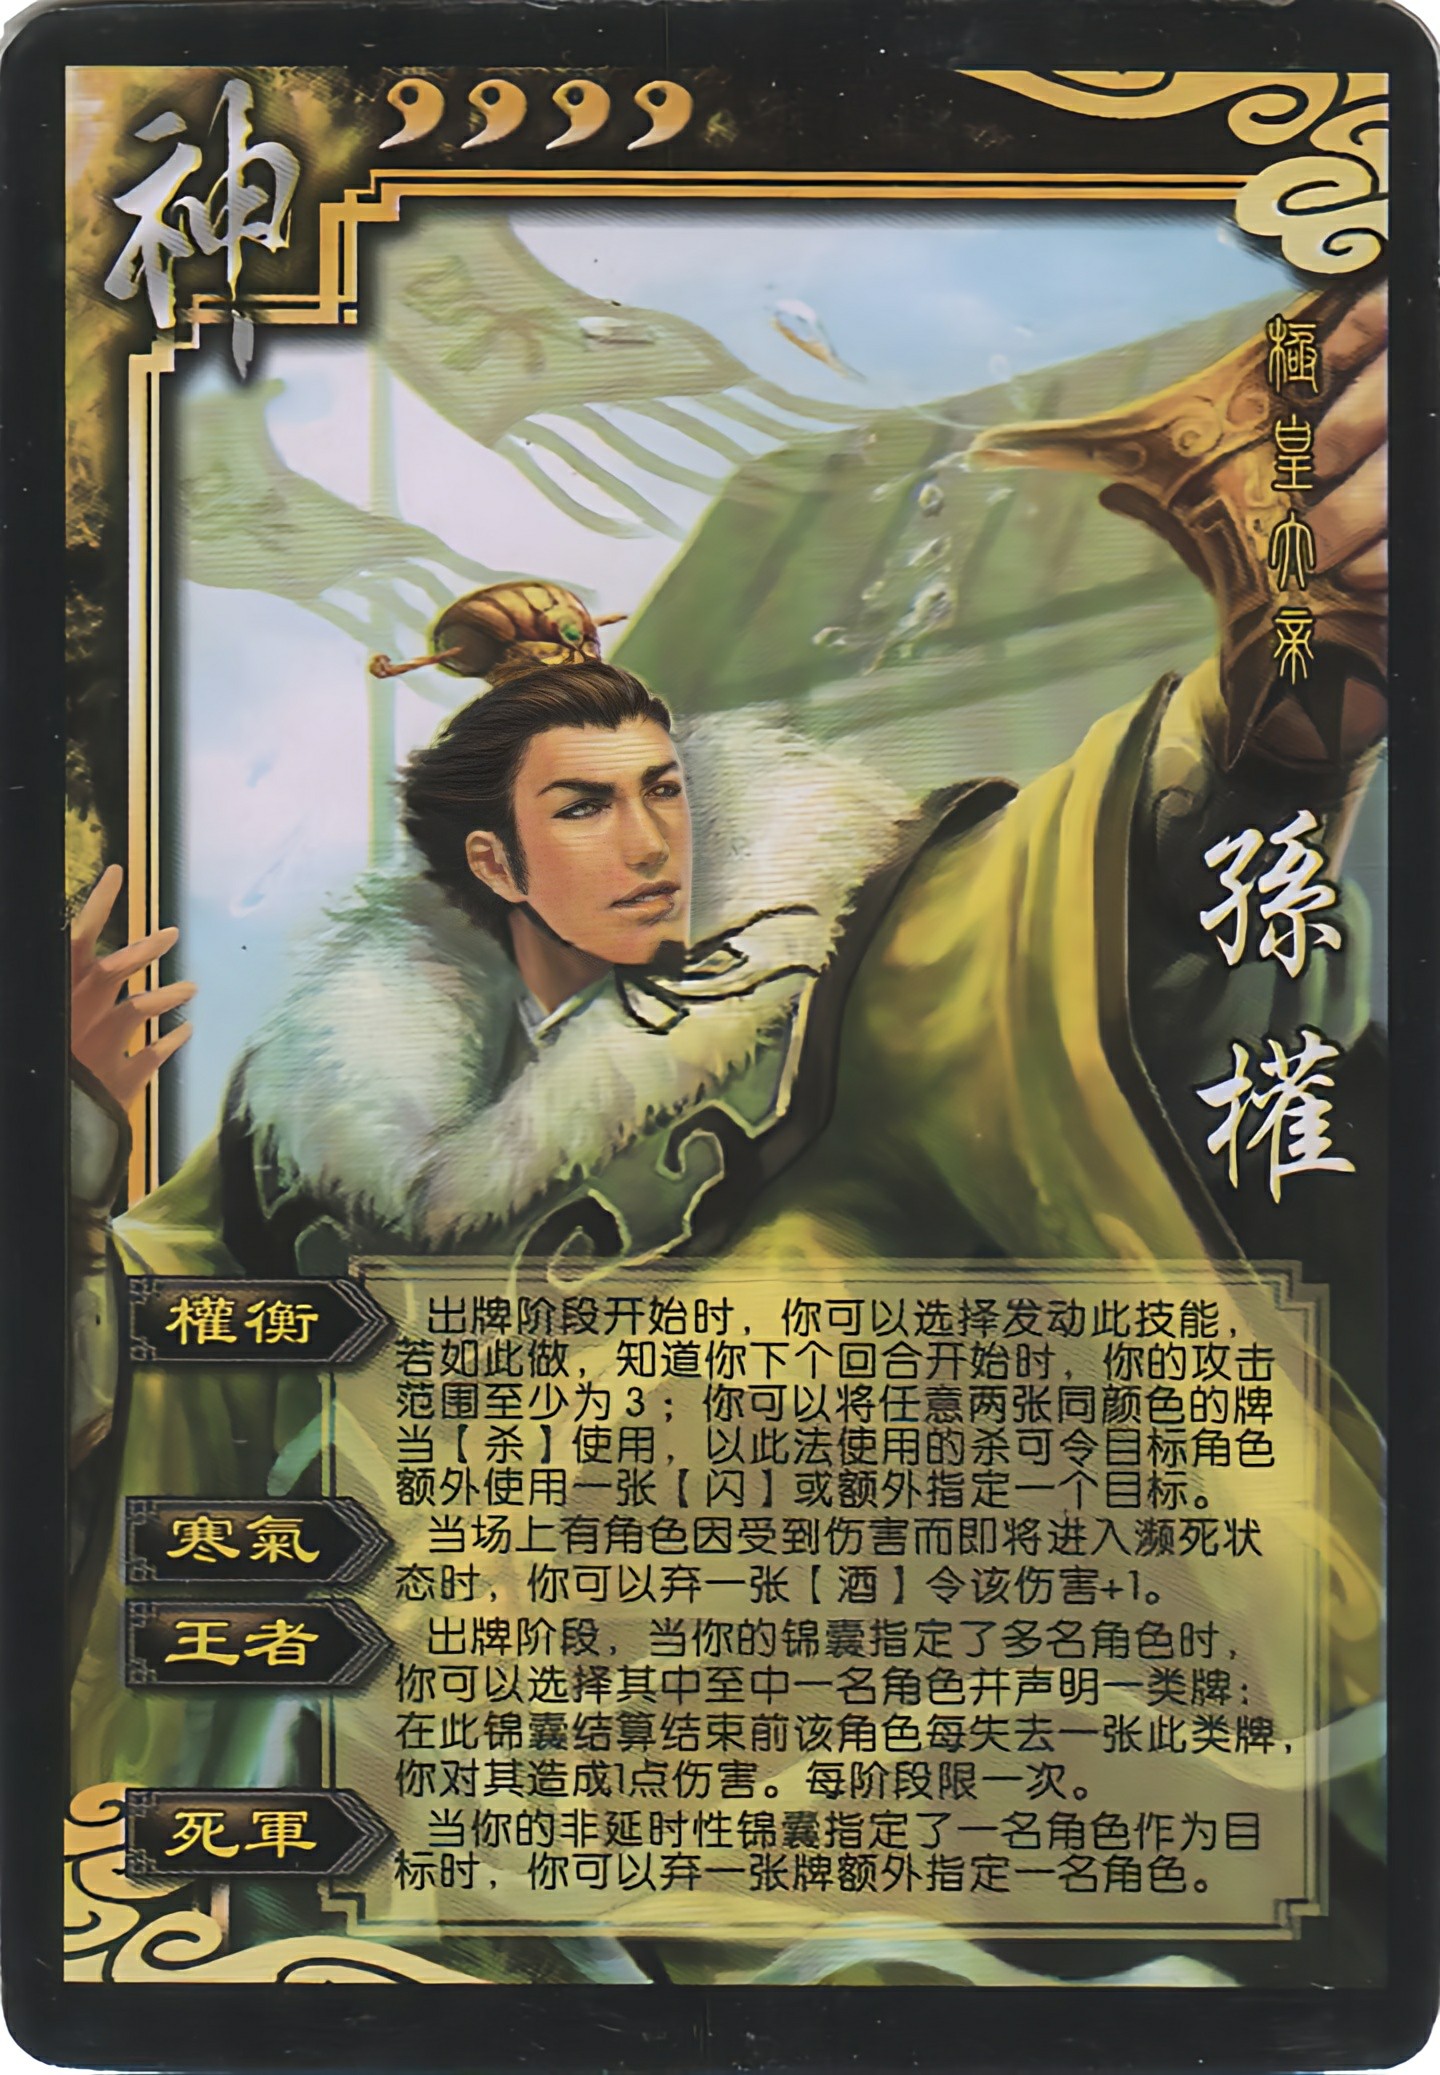 神
極皇大帝
孫權
權衡
出牌阶段开始时，你可以选择发动此技能，
若如此做，知道你下个回合开始时，你的攻击
范围至少为3；你可以将任意两张同颜色的牌
当【杀】使用，以此法使用的杀可令目标角色
额外使用一张【闪】或额外指定一个目标。
寒氣
当场上有角色因受到伤害而即将进入濒死状
态时，你可以弃一张【酒】令该伤害+1。
王者
出牌阶段，当你的锦囊指定了多名角色时，
你可以选择其中至中一名角色并声明一类牌：
在此锦囊结算结束前该角色每失去一张此类牌，
你对其造成1点伤害。每阶段限一次。
死軍
当你的非延时性锦囊指定了一名角色作为目
标时，你可以弃一张牌额外指定一名角色。